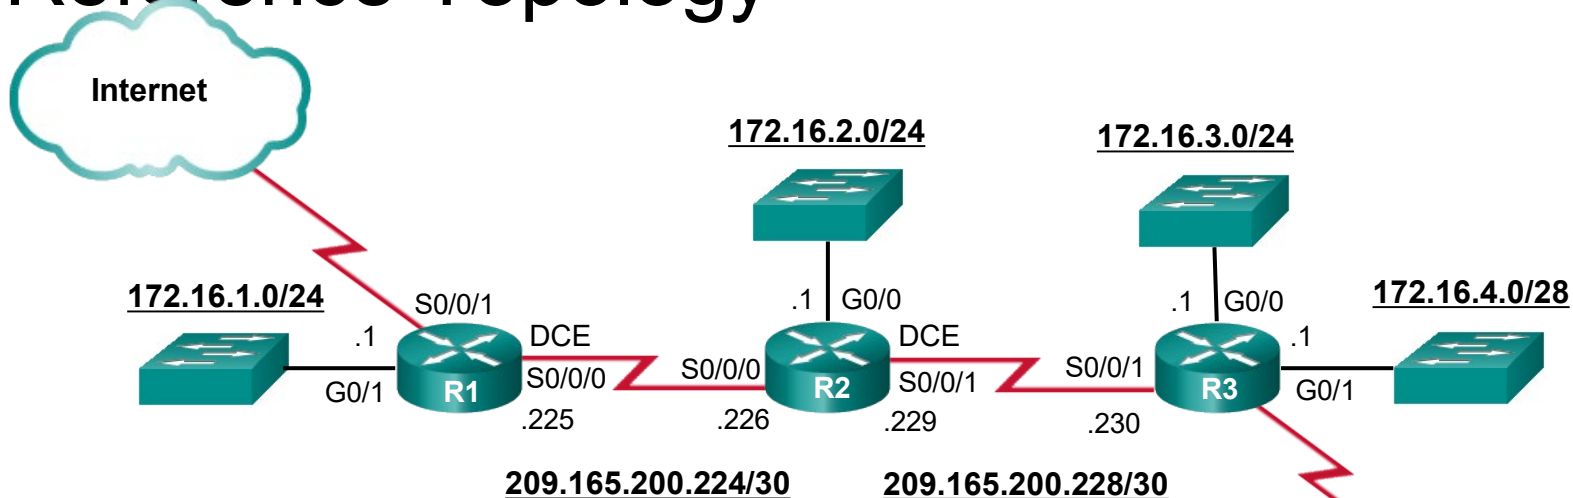 Reference Topology
Internet
172.16.2.0/24
172.16.3.0/24
172.16.1.0/24
S0/0/1
.1
G0/0
.1
G0/0
172.16.4.0/28
.1
DCE
DCE
.1
G0/1
R1
S0/0/0
S0/0/0
R2
S0/0/1
S0/0/1
R3
G0/1
.225
.226
.229
.230
209.165.200.224/30
209.165.200.228/30